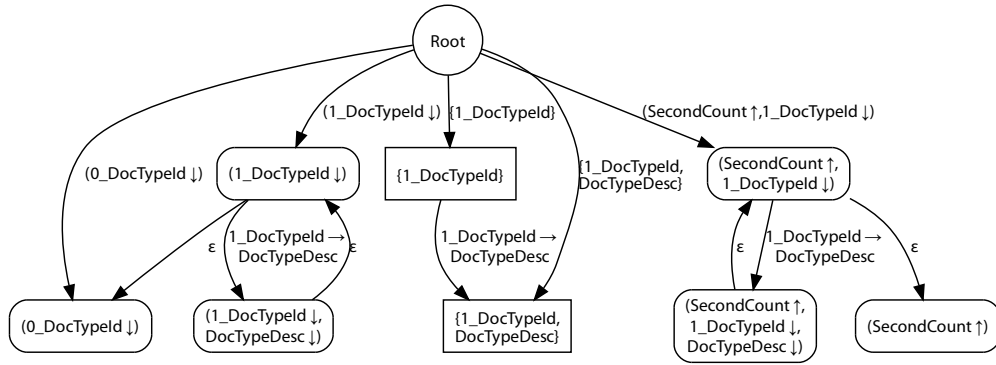 Root
(1_DocTypeId ↓)
{1_DocTypeId}
(SecondCount ↑,1_DocTypeId ↓)
(0_DocTypeId ↓)
(1_DocTypeId ↓)
{1_DocTypeId}
{1_DocTypeId,
DocTypeDesc}
(SecondCount ↑,
1_DocTypeId ↓)
ε
1_DocTypeId →
DocTypeDesc
ε
1_DocTypeId →
DocTypeDesc
ε
1_DocTypeId →
DocTypeDesc
ε
(0_DocTypeId ↓)
(1_DocTypeId ↓,
DocTypeDesc ↓)
{1_DocTypeId,
DocTypeDesc}
(SecondCount ↑,
1_DocTypeId ↓,
DocTypeDesc ↓)
(SecondCount ↑)